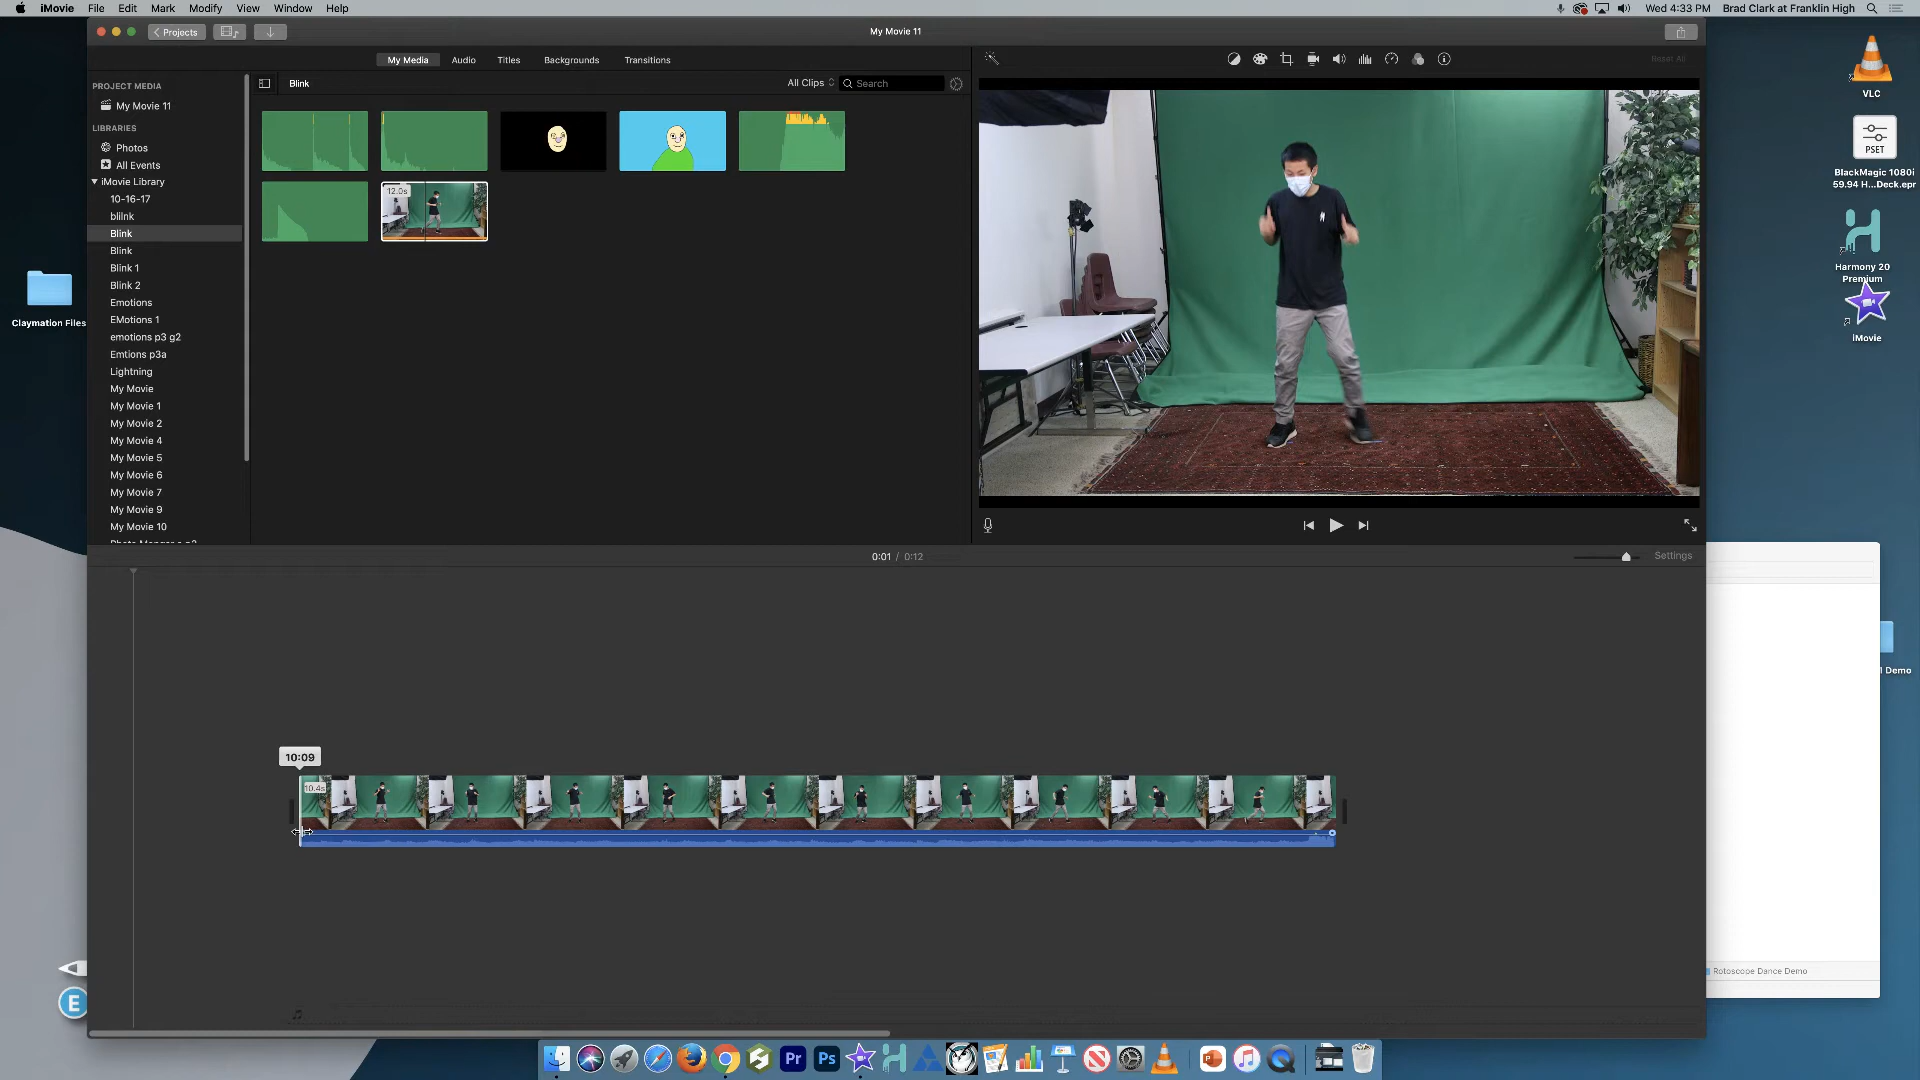 iMovie File Edit Mark Modify View Window Help
Wed 4:33 PM Brad Clark at Franklin High
Projects
My Movie 11
My Media Audio Titles Backgrounds Transitions
Reset All
PROJECT MEDIA
My Movie 11
LIBRARIES
Photos
All Events
iMovie Library
10-16-17
bliink
Blink
Blink
Blink 1
Blink 2
Emotions
EMotions 1
emotions p3 g2
Emtions p3a
Lightning
My Movie
My Movie 1
My Movie 2
My Movie 4
My Movie 5
My Movie 6
My Movie 7
My Movie 9
My Movie 10
Blink
All Clips
Search
12.0s
0:01 / 0:12
Settings
10:09
10.4s
Claymation Files
VLC
PSET
BlackMagic 1080i
59.94 H...Deck.epr
Harmony 20
Premium
iMovie
Demo
Rotoscope Dance Demo
E
Pr
Ps